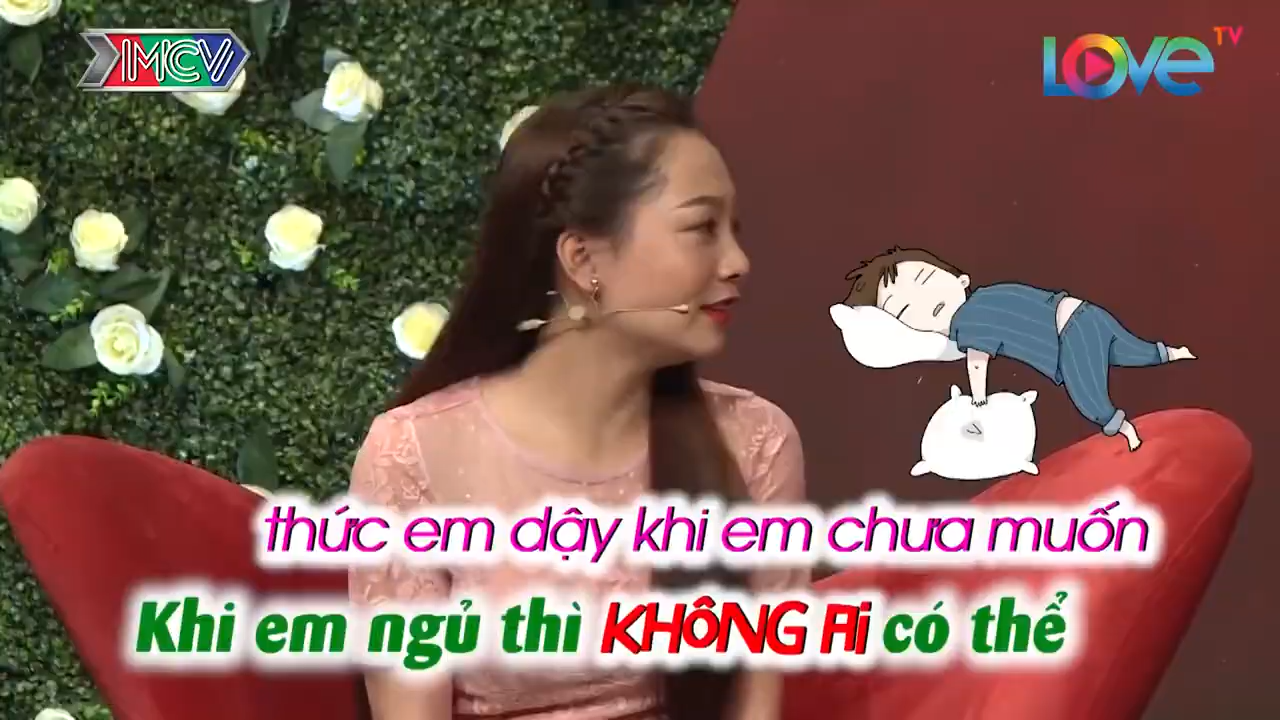 MCV
LOVE TV
thức em dậy khi em chưa muốn
Khi em ngủ thì KHÔNG AI có thể